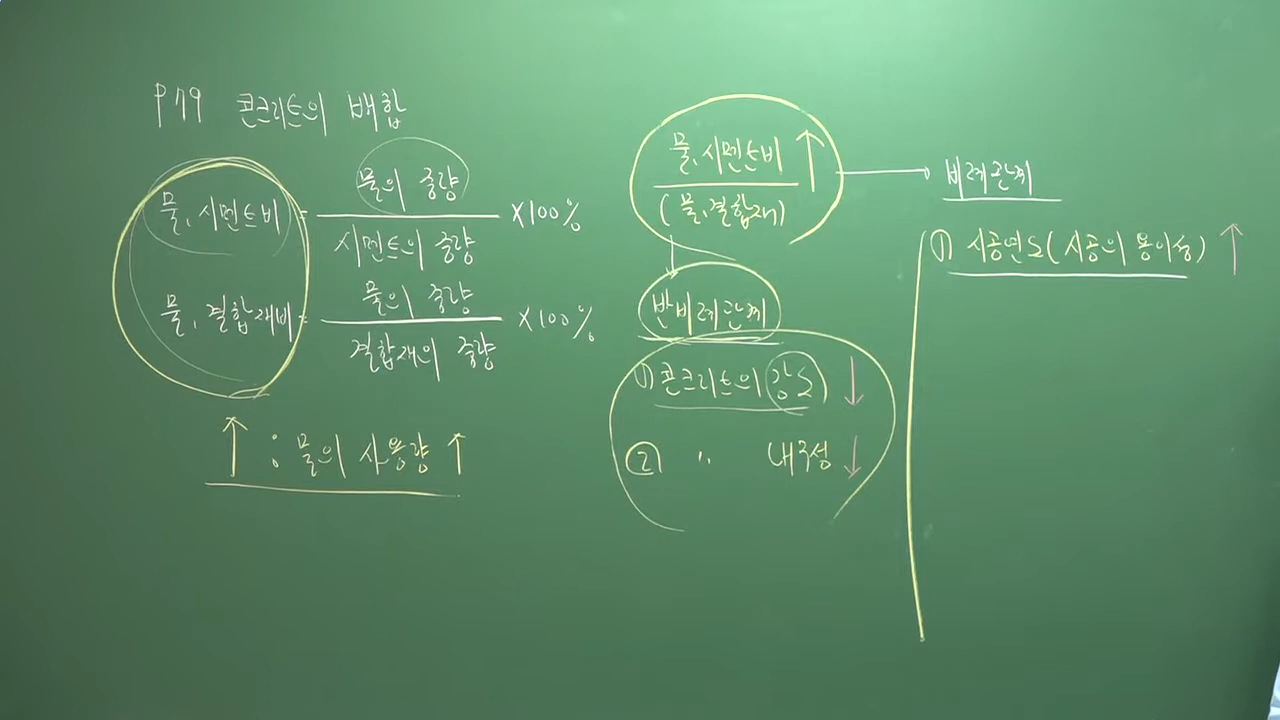 P 179 콘크리트의 배합
물, 시멘트비 = 물의 중량 / 시멘트의 중량 × 100%
물, 결합재비 = 물의 중량 / 결합재의 중량 × 100%
↑ : 물의 사용량 ↑
물, 시멘트비 ↑
(물, 결합재)
반비례관계
1) 콘크리트의 강도 ↓
② 〃 내구성 ↓
비례관계
1) 시공연도(시공의 용이성) ↑